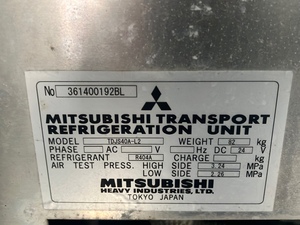 No 361400192BL
MITSUBISHI TRANSPORT
REFRIGERATION UNIT
MODEL TDJS40A-LZ WEIGHT 82 kg
PHASE AC V Hz DC 24 V
REFRIGERANT R404A CHARGE kg
AIR TEST PRESS. HIGH SIDE 3.24 MPa
LOW SIDE 2.26 MPa
MITSUBISHI
HEAVY INDUSTRIES, LTD.
TOKYO JAPAN